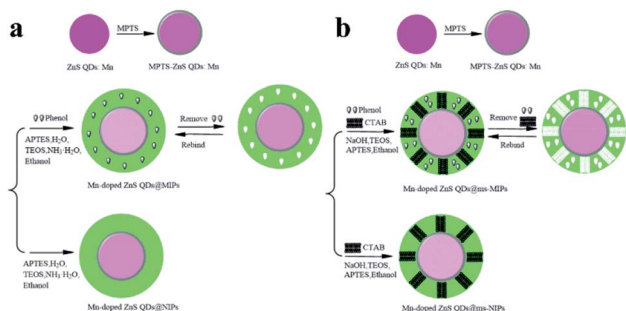 a
MPTS
ZnS QDs: Mn
MPTS-ZnS QDs: Mn
Phenol
APTES,H₂O,
TEOS,NH₃·H₂O,
Ethanol
Remove
Rebind
Mn-doped ZnS QDs@MIPs
APTES,H₂O,
TEOS,NH₃·H₂O,
Ethanol
Mn-doped ZnS QDs@NIPs
b
MPTS
ZnS QDs: Mn
MPTS-ZnS QDs: Mn
Phenol
CTAB
NaOH,TEOS,
APTES,Ethanol
Remove
Rebind
Mn-doped ZnS QDs@ms-MIPs
CTAB
NaOH,TEOS,
APTES,Ethanol
Mn-doped ZnS QDs@ms-NIPs